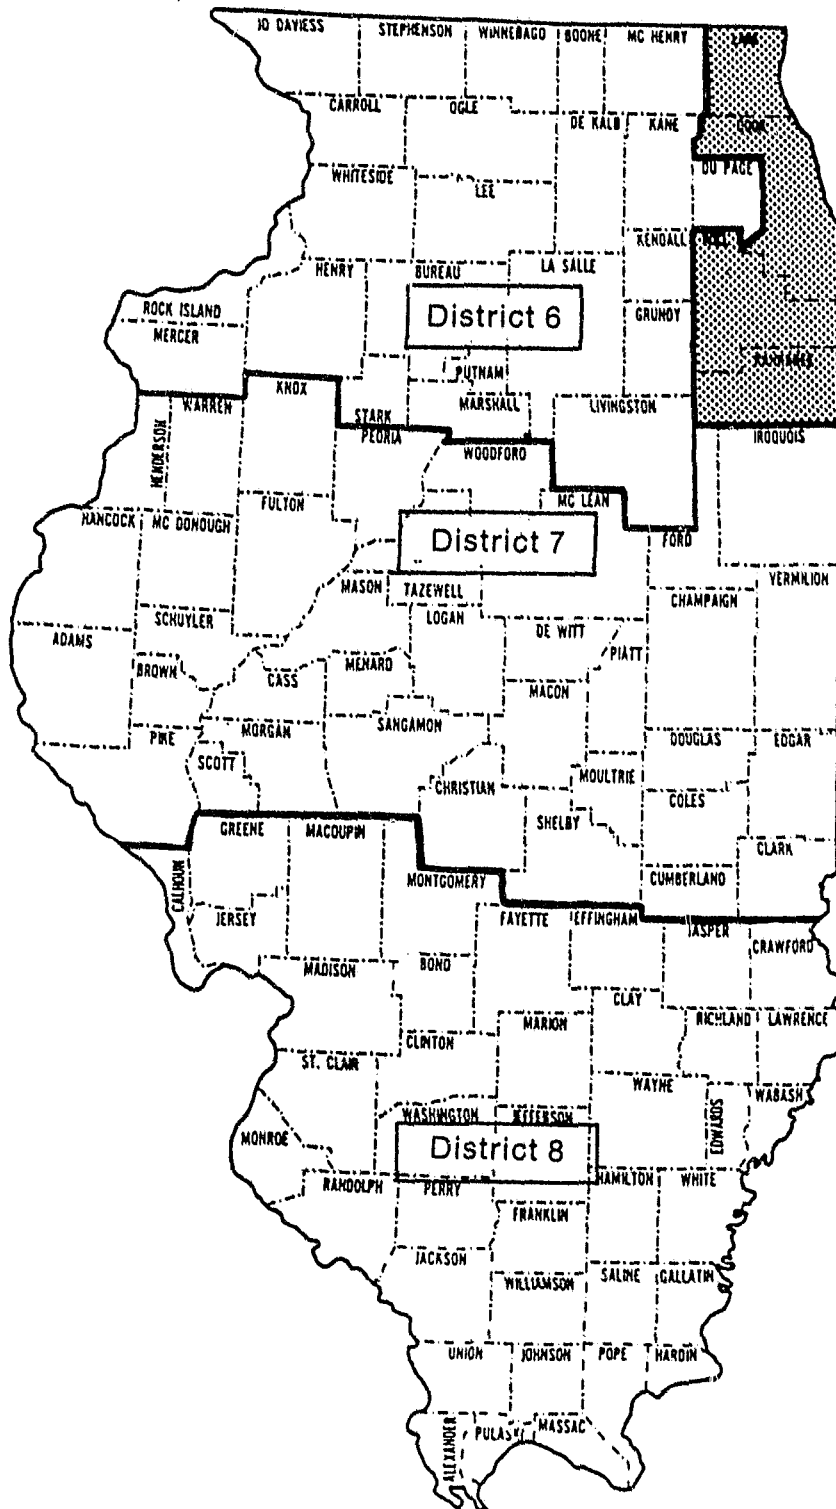 JO DAVIESS STEPHENSON WINNEBAGO BOONE MC HENRY LAKE
CARROLL OGLE DE KALB KANE COOK
DU PAGE
WHITESIDE LEE
KENDALL WILL
HENRY BUREAU LA SALLE
ROCK ISLAND
District 6
GRUNDY
MERCER
KANKAKEE
PUTNAM
KNOX
WARREN MARSHALL LIVINGSTON
STARK
PEORIA IROQUOIS
HENDERSON
WOODFORD
FULTON MC LEAN
HANCOCK MC DONOUGH
District 7
FORD
VERMILION
MASON TAZEWELL
CHAMPAIGN
SCHUYLER LOGAN
ADAMS DE WITT
PIATT
BROWN CASS MENARD
MACON
PIKE MORGAN SANGAMON
DOUGLAS EDGAR
SCOTT
CHRISTIAN MOULTRIE
COLES
GREENE MACOUPIN SHELBY
CLARK
CALHOUN
MONTGOMERY CUMBERLAND
JERSEY FAYETTE EFFINGHAM JASPER
CRAWFORD
MADISON BOND
CLAY
MARION RICHLAND LAWRENCE
CLINTON
ST. CLAIR
WAYNE
WABASH
EDWARDS
WASHINGTON JEFFERSON
MONROE
District 8
RANDOLPH PERRY HAMILTON WHITE
FRANKLIN
JACKSON
WILLIAMSON SALINE GALLATIN
UNION JOHNSON POPE HARDIN
ALEXANDER
PULASKI MASSAC